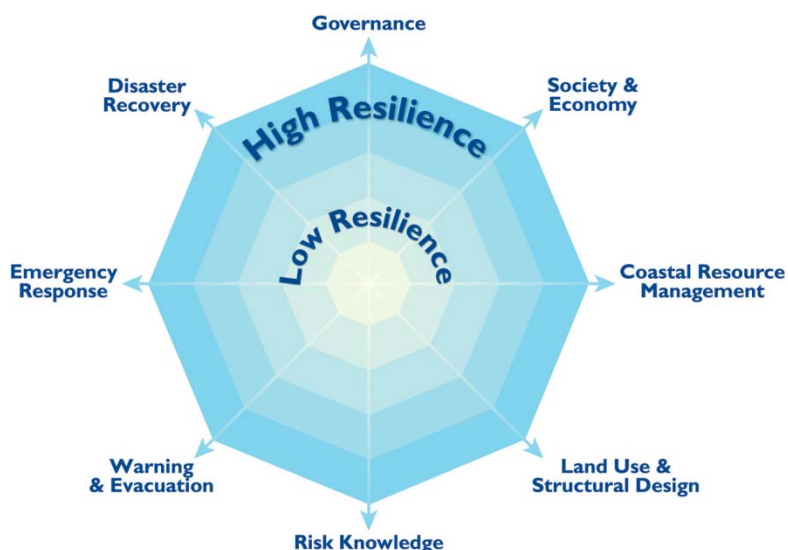 Governance
Disaster
Recovery
Society &
Economy
High Resilience
Low Resilience
Emergency
Response
Coastal Resource
Management
Warning
& Evacuation
Land Use &
Structural Design
Risk Knowledge